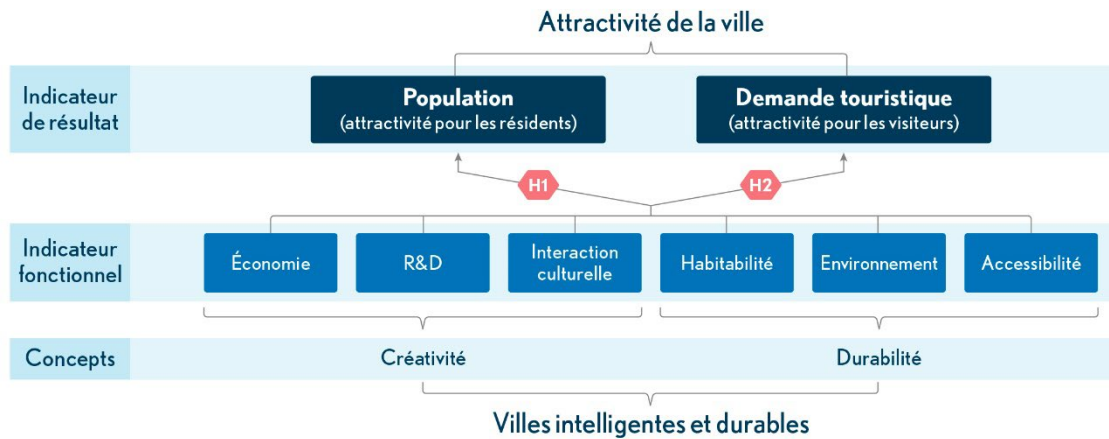 Attractivité de la ville
Indicateur
de résultat
Population
(attractivité pour les résidents)
Demande touristique
(attractivité pour les visiteurs)
H1
H2
Indicateur
fonctionnel
Économie
R&D
Interaction
culturelle
Habitabilité
Environnement
Accessibilité
Concepts
Créativité
Durabilité
Villes intelligentes et durables